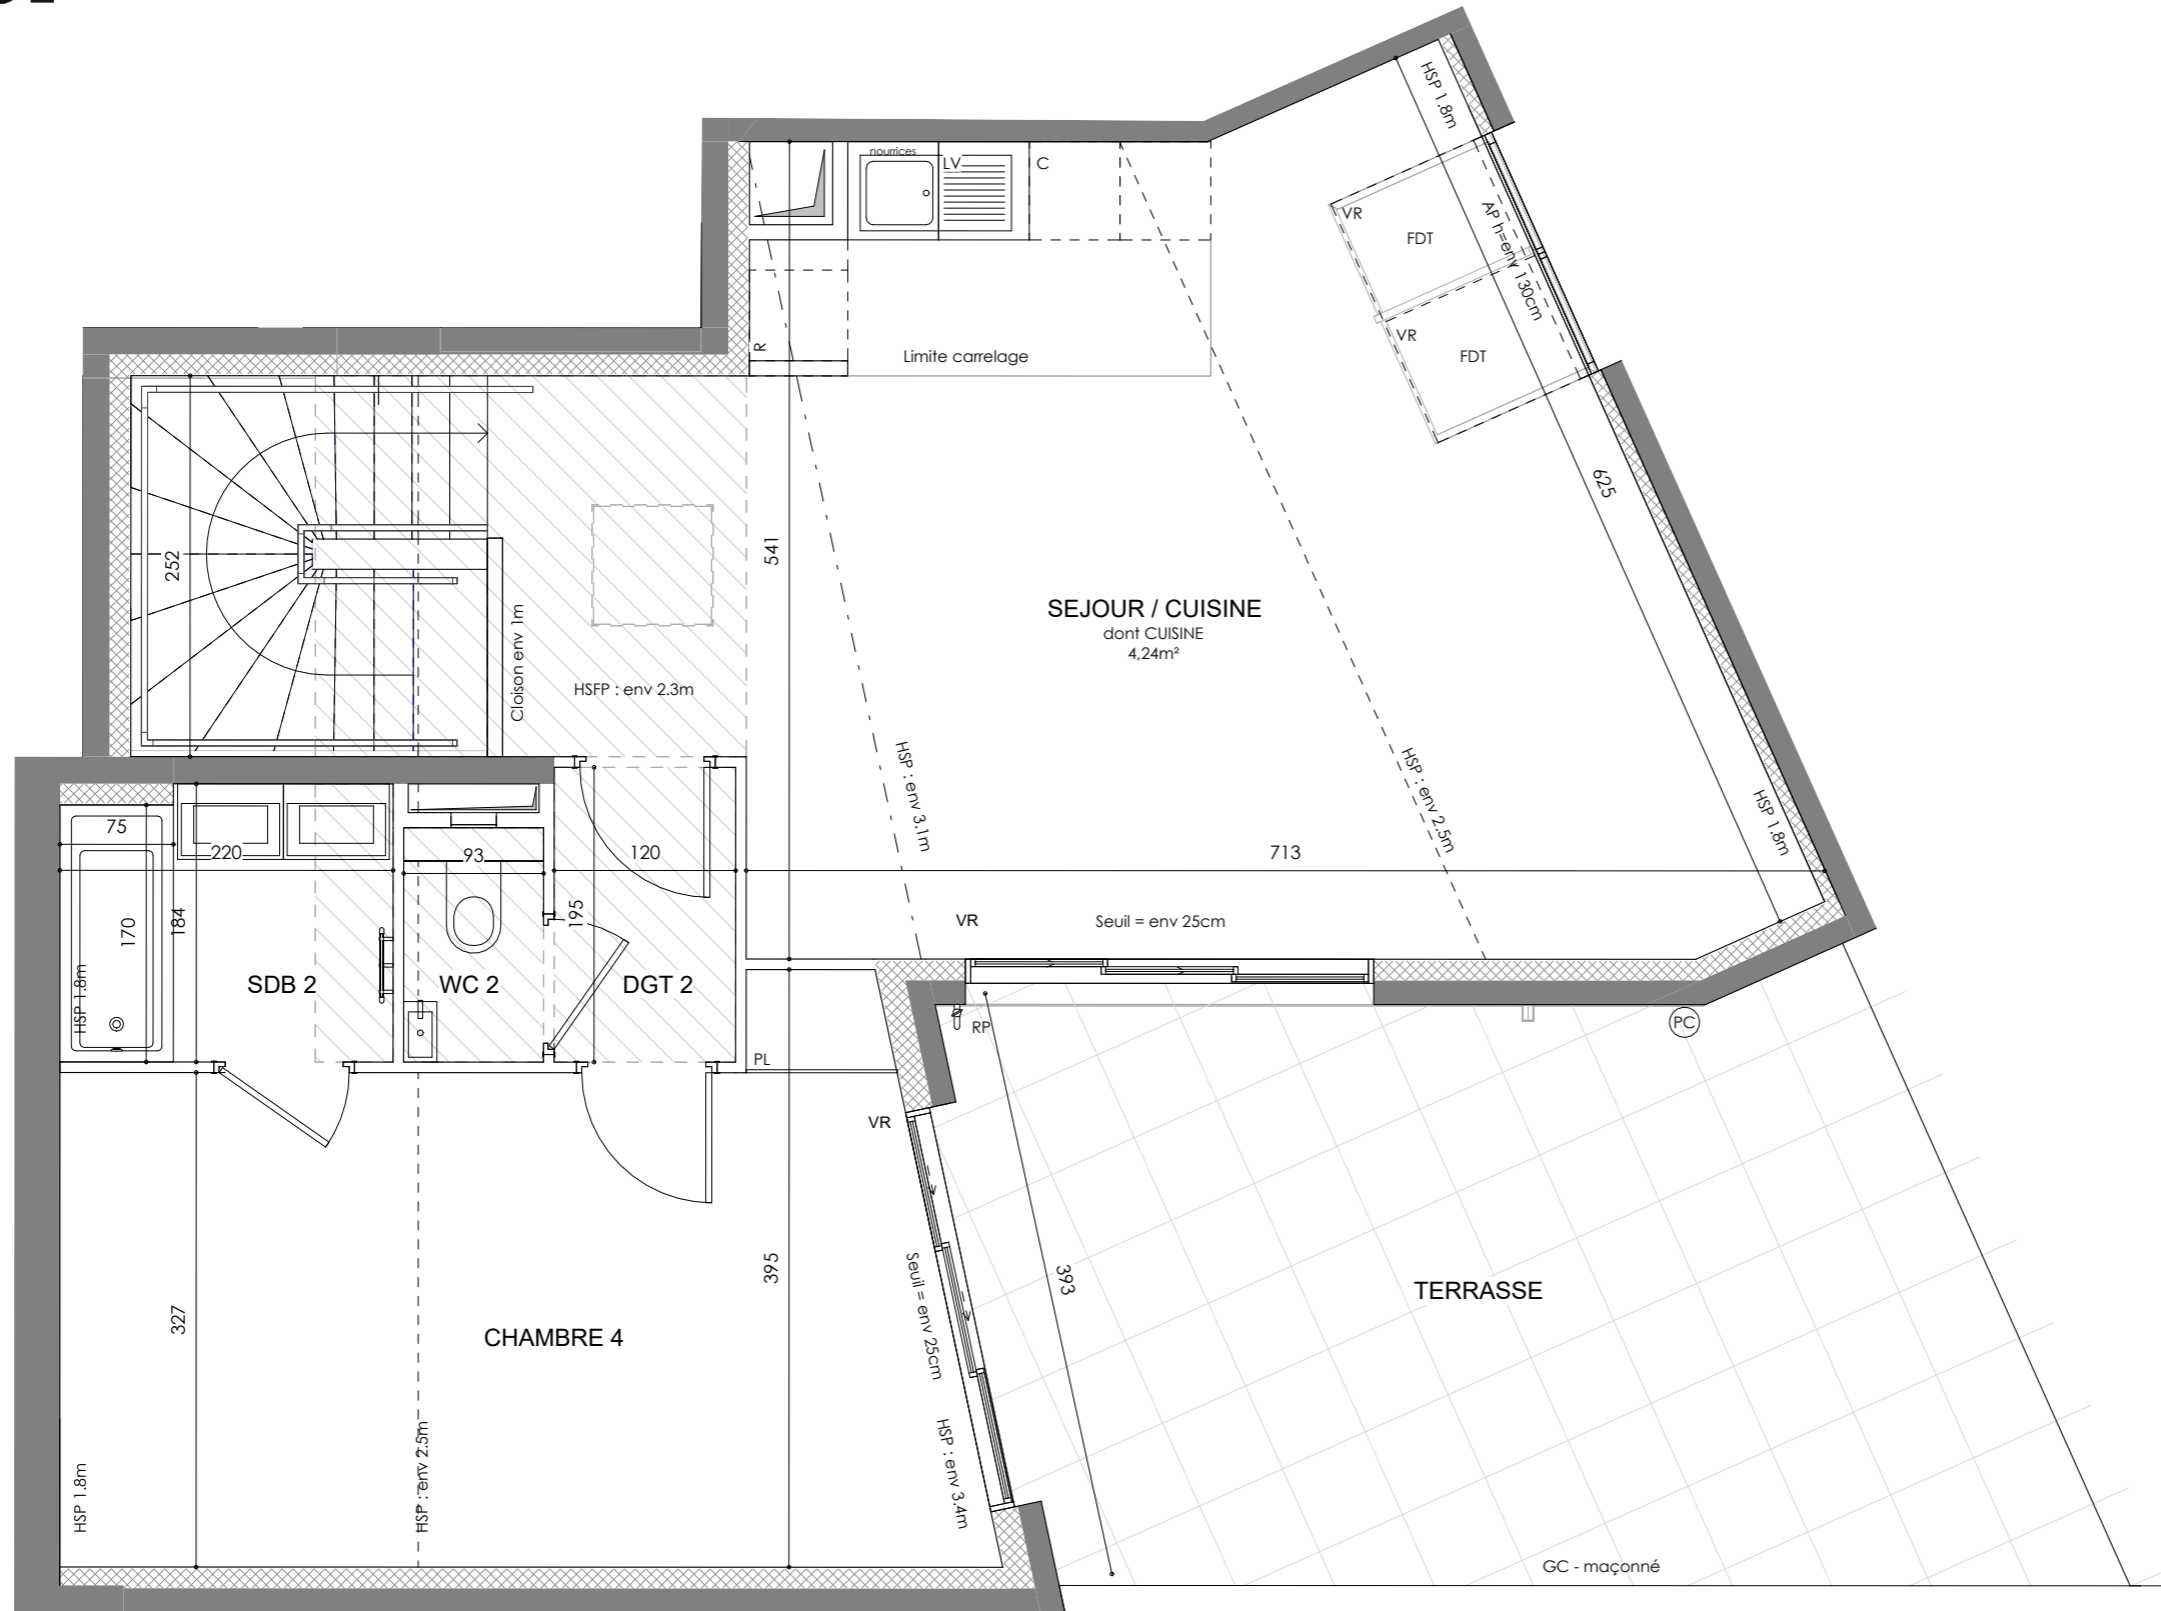 HSP 1.8m
nourrices
LV
C
VR
FDT
AP h=env 130cm
VR
FDT
R
Limite carrelage
625
252
541
Cloison env 1m
SEJOUR / CUISINE
dont CUISINE
4,24m²
HSFP : env 2.3m
HSP : env 3.1m
HSP : env 2.5m
HSP 1.8m
75
220
93
120
713
170
184
195
VR
Seuil = env 25cm
HSP 1.8m
SDB 2
WC 2
DGT 2
RP
PC
PL
VR
395
393
327
Seuil = env 25cm
TERRASSE
CHAMBRE 4
HSP 1.8m
HSP : env 2.5m
HSP : env 3.4m
GC - maçonné